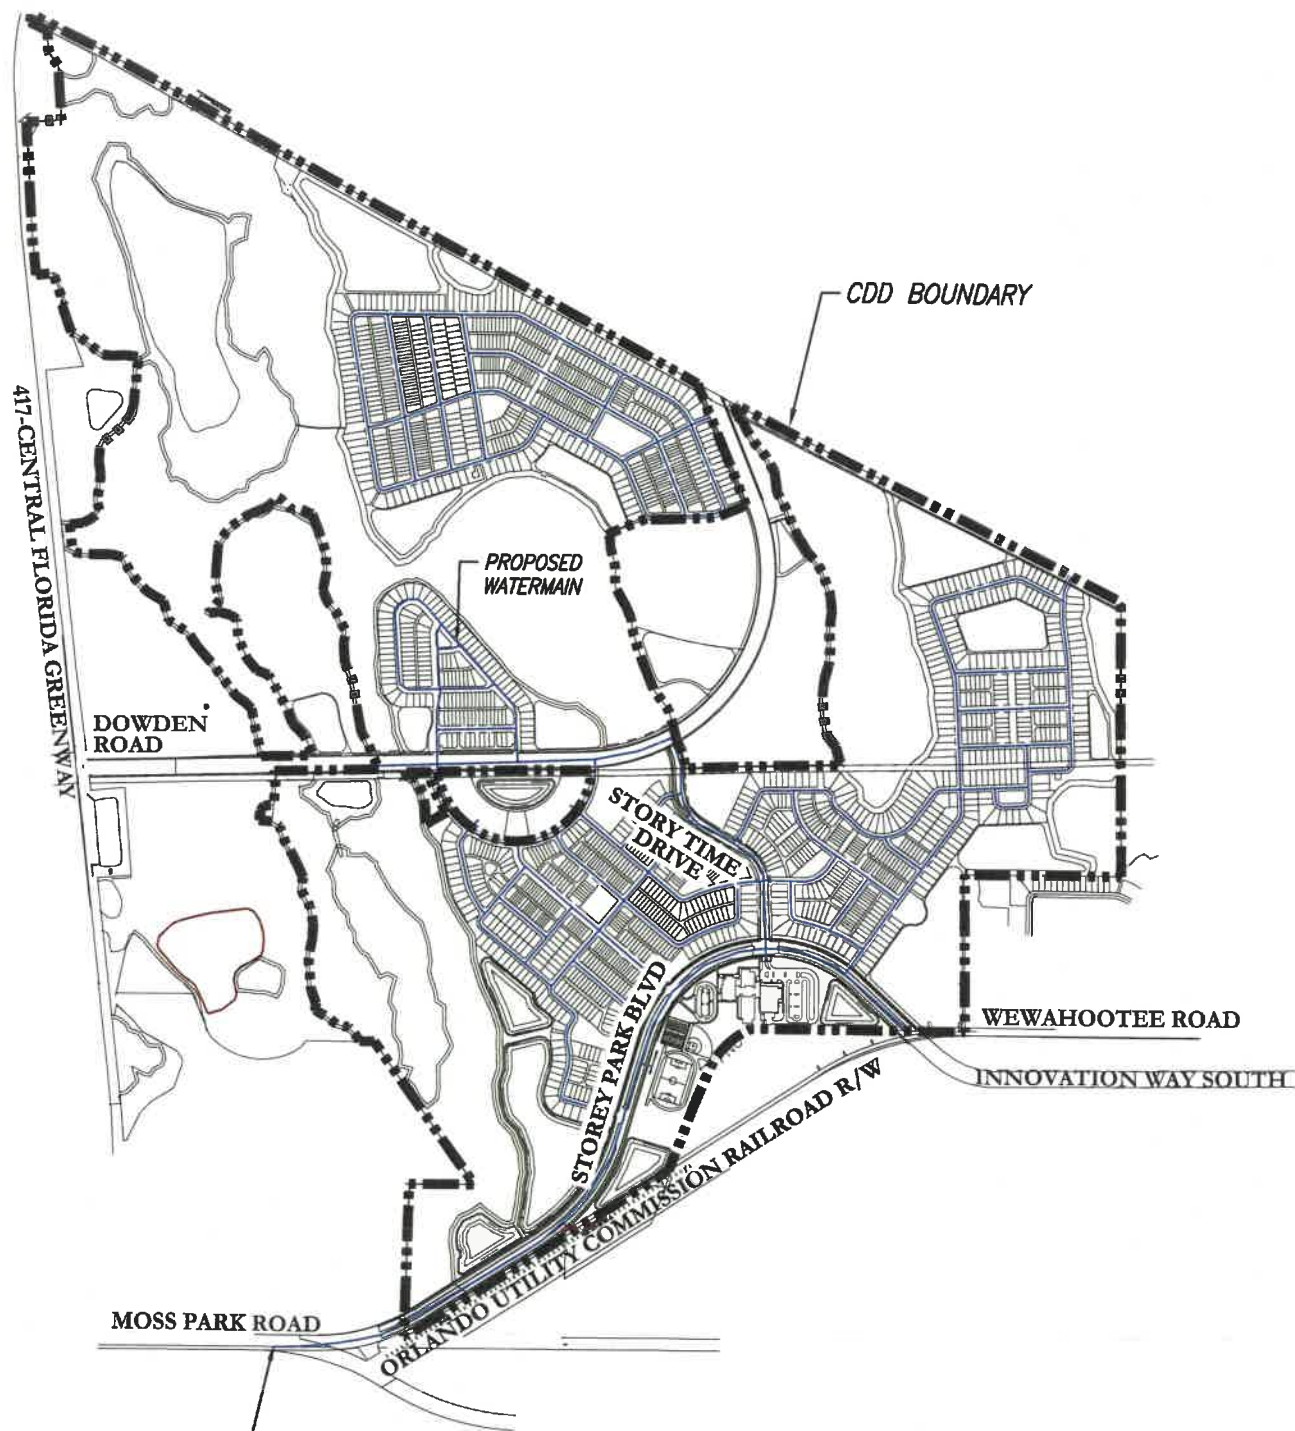 CDD BOUNDARY
417-CENTRAL FLORIDA GREENWAY
PROPOSED
WATERMAIN
DOWDEN
ROAD
STORY TIME
DRIVE
STOREY PARK BLVD
WEWAHOOTEE ROAD
INNOVATION WAY SOUTH
ORLANDO UTILITY COMMISSION RAILROAD R/W
MOSS PARK ROAD